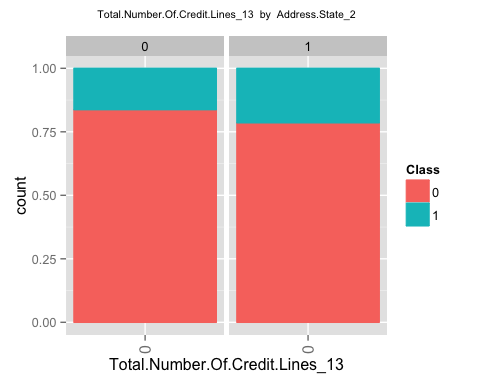 Total.Number.Of.Credit.Lines_13 by Address.State_2
0 1
1.00
0.75
0.50
0.25
0.00
count
0 0
Total.Number.Of.Credit.Lines_13
Class
0
1